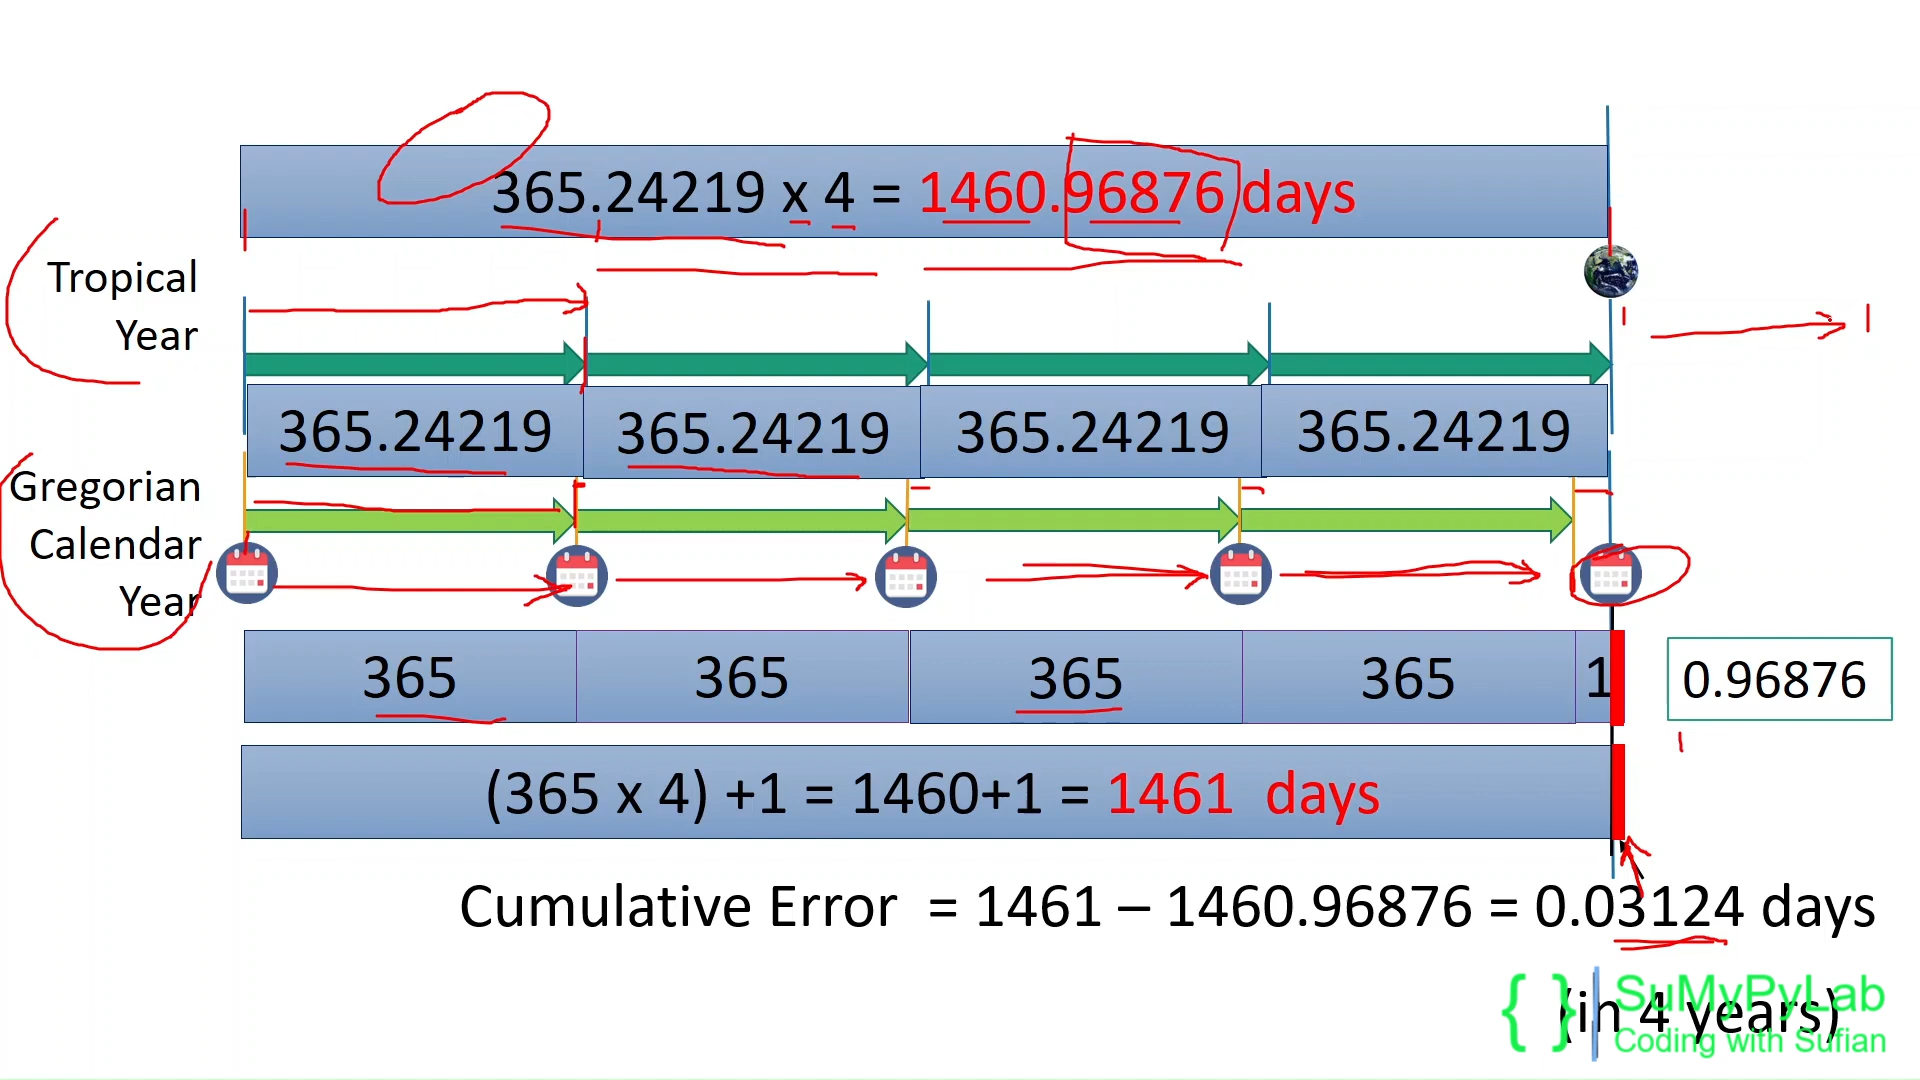 365.24219 x 4 = 1460.96876 days
Tropical
Year
365.24219 365.24219 365.24219 365.24219
Gregorian
Calendar
Year
365 365 365 365 1
0.96876
(365 x 4) +1 = 1460+1 = 1461 days
Cumulative Error = 1461 – 1460.96876 = 0.03124 days
(in 4 years)
{ } SuMyPyLab
Coding with Sufian